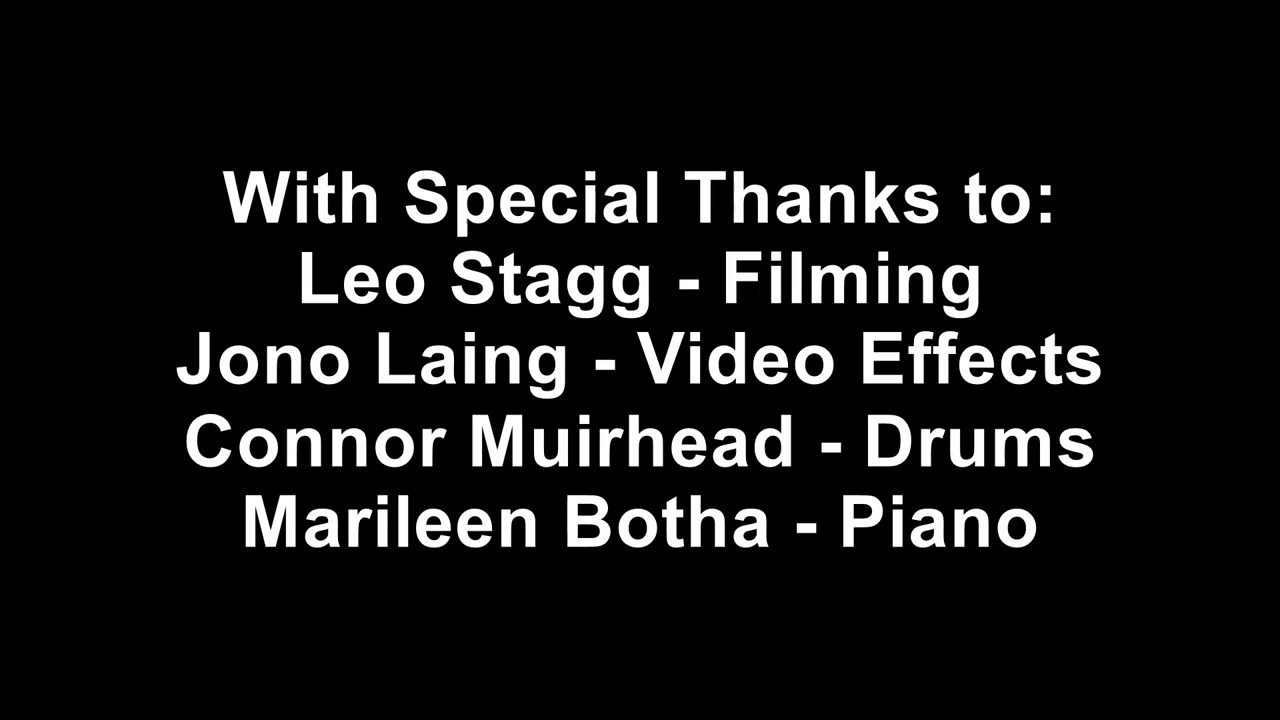 With Special Thanks to:
Leo Stagg - Filming
Jono Laing - Video Effects
Connor Muirhead - Drums
Marileen Botha - Piano